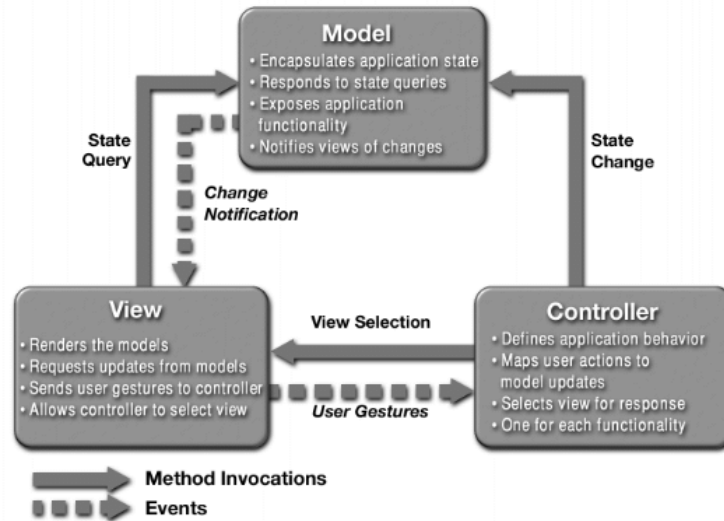 Model
• Encapsulates application state
• Responds to state queries
• Exposes application
functionality
• Notifies views of changes
State
Query
State
Change
Change
Notification
View
• Renders the models
• Requests updates from models
• Sends user gestures to controller
• Allows controller to select view
View Selection
User Gestures
Controller
• Defines application behavior
• Maps user actions to
model updates
• Selects view for response
• One for each functionality
Method Invocations
Events